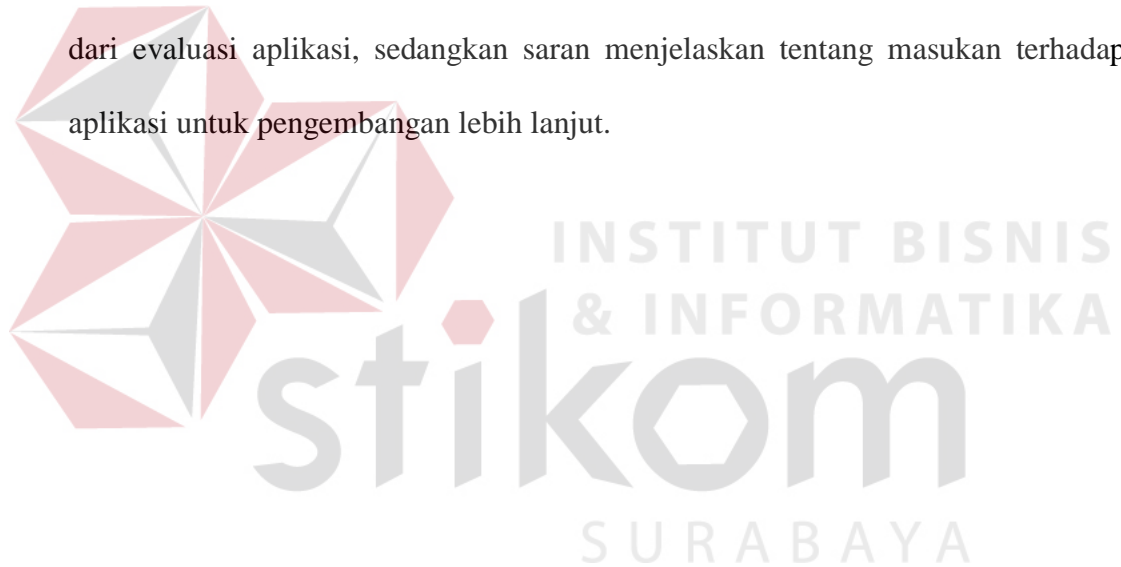 dari evaluasi aplikasi, sedangkan saran menjelaskan tentang masukan terhadap
aplikasi untuk pengembangan lebih lanjut.
INSTITUT BISNIS
& INFORMATIKA
stikom
SURABAYA